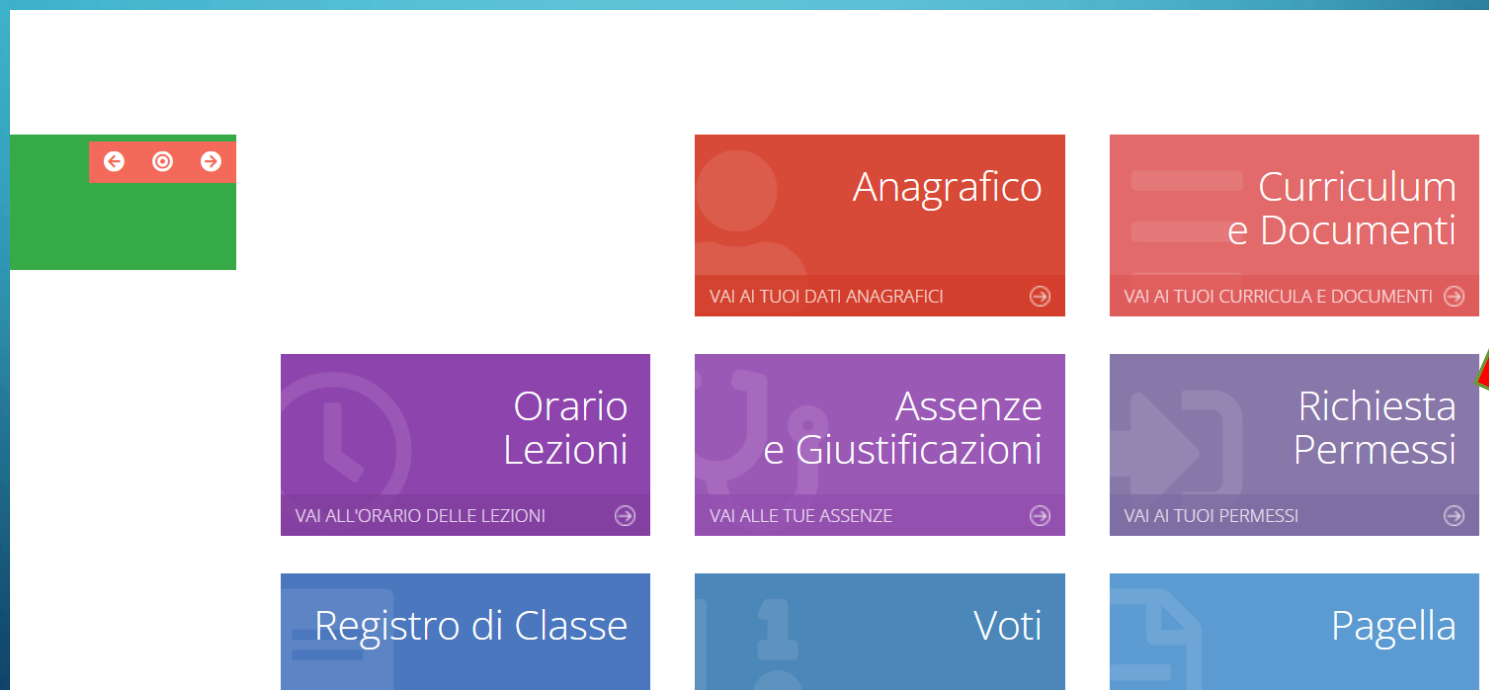 Anagrafico
VAI AI TUOI DATI ANAGRAFICI
Curriculum
e Documenti
VAI AI TUOI CURRICULA E DOCUMENTI
Orario
Lezioni
VAI ALL'ORARIO DELLE LEZIONI
Assenze
e Giustificazioni
VAI ALLE TUE ASSENZE
Richiesta
Permessi
VAI AI TUOI PERMESSI
Registro di Classe
Voti
Pagella